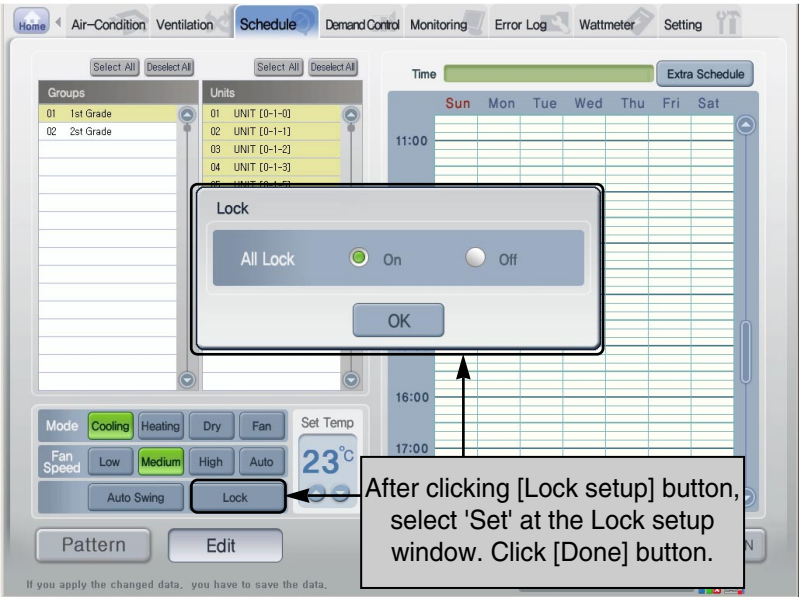 Home Air-Condition Ventilation Schedule Demand Control Monitoring Error Log Wattmeter Setting
Select All Deselect All Select All Deselect All
Time Extra Schedule
Groups Units
Sun Mon Tue Wed Thu Fri Sat
01 1st Grade 01 UNIT [0-1-0]
02 2st Grade 02 UNIT [0-1-1]
11:00
03 UNIT [0-1-2]
04 UNIT [0-1-3]
Lock
All Lock On Off
OK
16:00
Mode Cooling Heating Dry Fan Set Temp
17:00
Fan
Speed Low Medium High Auto 23°C
Auto Swing Lock
After clicking [Lock setup] button,
select 'Set' at the Lock setup
window. Click [Done] button.
Pattern Edit
If you apply the changed data, you have to save the data.